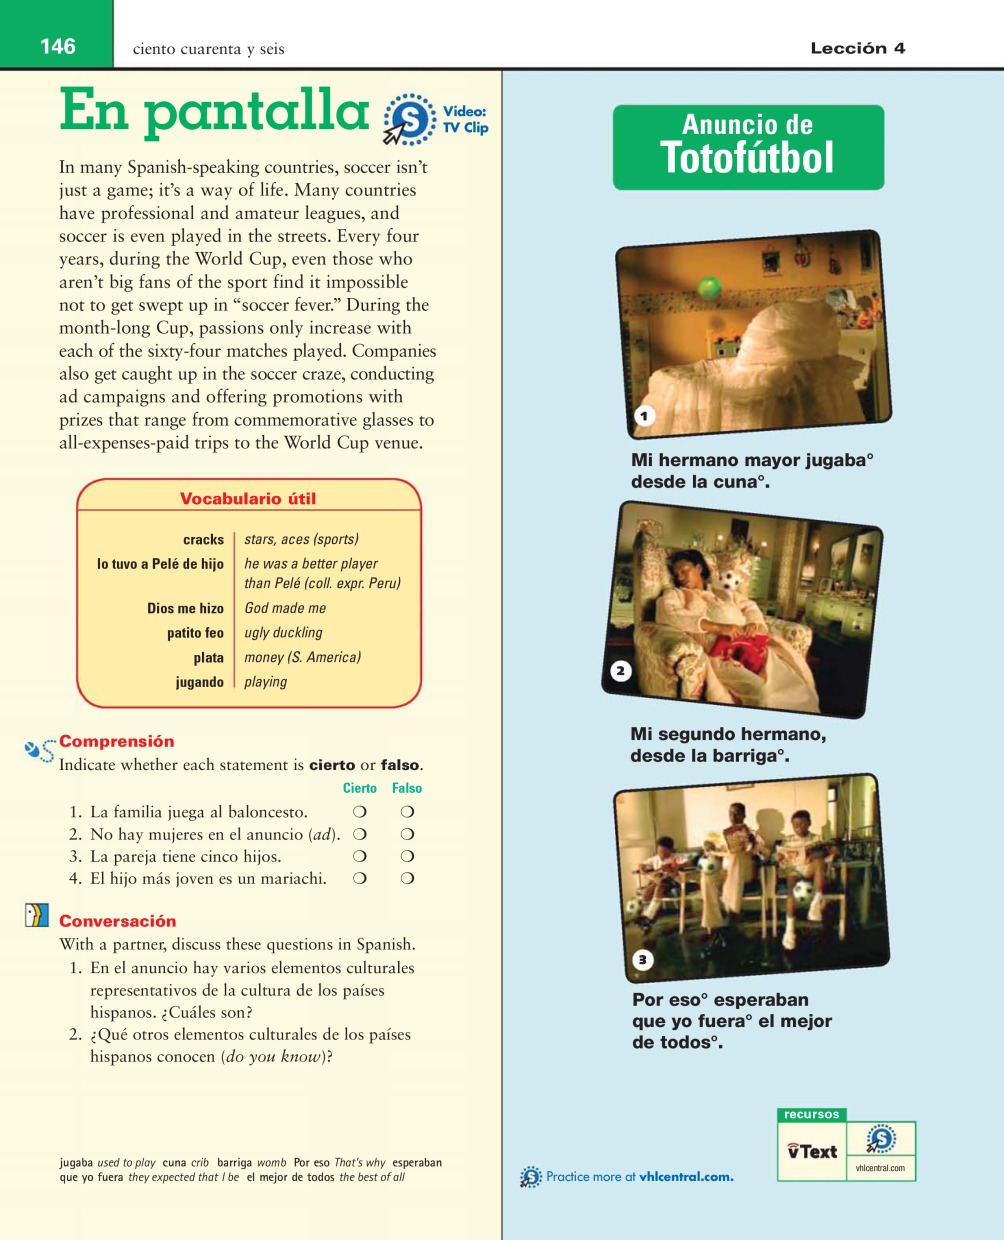 146
ciento cuarenta y seis
Lección 4
En pantalla
Video:
TV Clip
In many Spanish-speaking countries, soccer isn't
just a game; it's a way of life. Many countries
have professional and amateur leagues, and
soccer is even played in the streets. Every four
years, during the World Cup, even those who
aren't big fans of the sport find it impossible
not to get swept up in “soccer fever.” During the
month-long Cup, passions only increase with
each of the sixty-four matches played. Companies
also get caught up in the soccer craze, conducting
ad campaigns and offering promotions with
prizes that range from commemorative glasses to
all-expenses-paid trips to the World Cup venue.
Vocabulario útil
cracks stars, aces (sports)
lo tuvo a Pelé de hijo he was a better player
than Pelé (coll. expr. Peru)
Dios me hizo God made me
patito feo ugly duckling
plata money (S. America)
jugando playing
Comprensión
Indicate whether each statement is cierto or falso.
Cierto Falso
1. La familia juega al baloncesto.
2. No hay mujeres en el anuncio (ad).
3. La pareja tiene cinco hijos.
4. El hijo más joven es un mariachi.
Conversación
With a partner, discuss these questions in Spanish.
1. En el anuncio hay varios elementos culturales
representativos de la cultura de los países
hispanos. ¿Cuáles son?
2. ¿Qué otros elementos culturales de los países
hispanos conocen (do you know)?
jugaba used to play cuna crib barriga womb Por eso That's why esperaban
que yo fuera they expected that I be el mejor de todos the best of all
Anuncio de
Totofútbol
1
Mi hermano mayor jugaba°
desde la cuna°.
2
Mi segundo hermano,
desde la barriga°.
3
Por eso° esperaban
que yo fuera° el mejor
de todos°.
recursos
vText
vhlcentral.com
Practice more at vhlcentral.com.